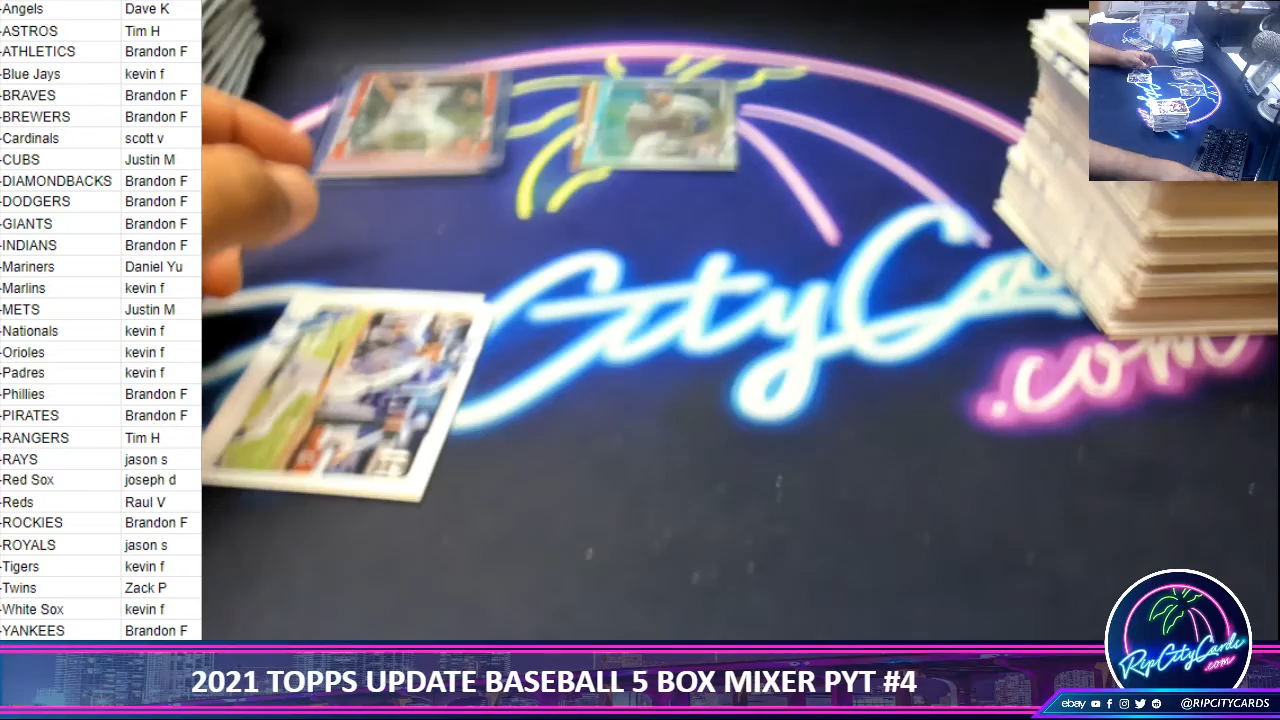 -Angels Dave K
-ASTROS Tim H
-ATHLETICS Brandon F
-Blue Jays kevin f
-BRAVES Brandon F
-BREWERS Brandon F
-Cardinals scott v
-CUBS Justin M
-DIAMONDBACKS Brandon F
-DODGERS Brandon F
-GIANTS Brandon F
-INDIANS Brandon F
-Mariners Daniel Yu
-Marlins kevin f
-METS Justin M
-Nationals kevin f
-Orioles kevin f
-Padres kevin f
-Phillies Brandon F
-PIRATES Brandon F
-RANGERS Tim H
-RAYS jason s
-Red Sox joseph d
-Reds Raul V
-ROCKIES Brandon F
-ROYALS jason s
-Tigers kevin f
-Twins Zack P
-White Sox kevin f
-YANKEES Brandon F
City Ca
.com
RipCityCards
.com
2021 TOPPS UPDATE BASEBALL 5 BOX MIXER PYT #4
ebay @RIPCITYCARDS